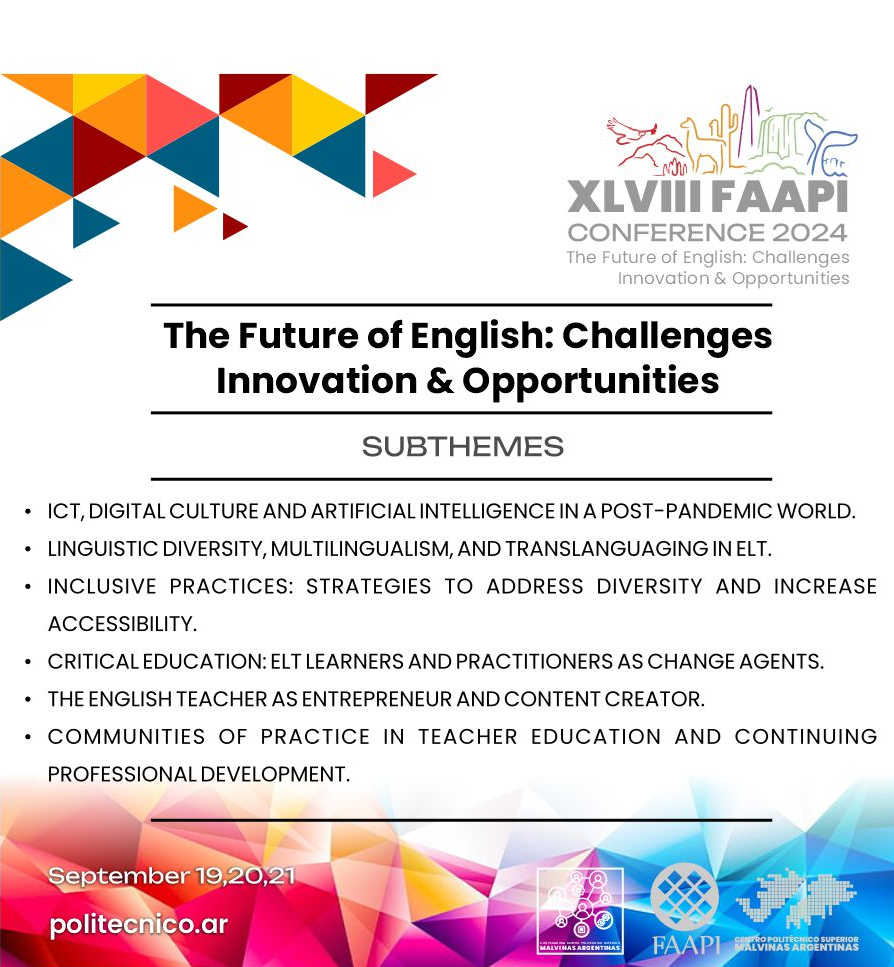 XLVIII FAAPI
CONFERENCE 2024
The Future of English: Challenges
Innovation & Opportunities
The Future of English: Challenges
Innovation & Opportunities
SUBTHEMES
• ICT, DIGITAL CULTURE AND ARTIFICIAL INTELLIGENCE IN A POST-PANDEMIC WORLD.
• LINGUISTIC DIVERSITY, MULTILINGUALISM, AND TRANSLANGUAGING IN ELT.
• INCLUSIVE PRACTICES: STRATEGIES TO ADDRESS DIVERSITY AND INCREASE
ACCESSIBILITY.
• CRITICAL EDUCATION: ELT LEARNERS AND PRACTITIONERS AS CHANGE AGENTS.
• THE ENGLISH TEACHER AS ENTREPRENEUR AND CONTENT CREATOR.
• COMMUNITIES OF PRACTICE IN TEACHER EDUCATION AND CONTINUING
PROFESSIONAL DEVELOPMENT.
September 19,20,21
politecnico.ar
CENTRO POLITÉCNICO SUPERIOR
MALVINAS ARGENTINAS
FAAPI
CENTRO POLITÉCNICO SUPERIOR
MALVINAS ARGENTINAS